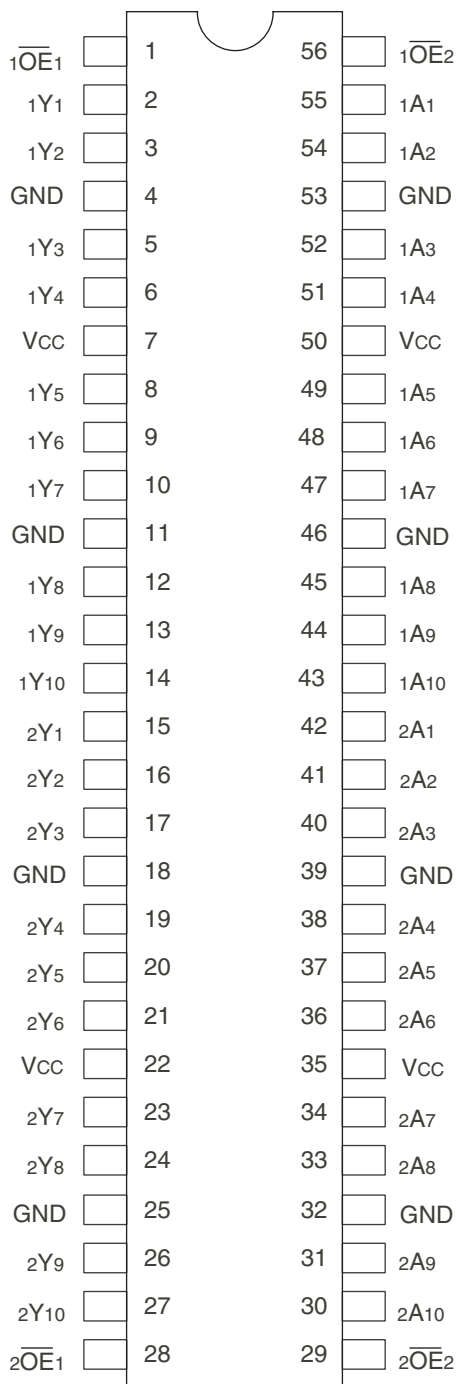 1OE1 1 56 1OE2
1Y1 2 55 1A1
1Y2 3 54 1A2
GND 4 53 GND
1Y3 5 52 1A3
1Y4 6 51 1A4
VCC 7 50 VCC
1Y5 8 49 1A5
1Y6 9 48 1A6
1Y7 10 47 1A7
GND 11 46 GND
1Y8 12 45 1A8
1Y9 13 44 1A9
1Y10 14 43 1A10
2Y1 15 42 2A1
2Y2 16 41 2A2
2Y3 17 40 2A3
GND 18 39 GND
2Y4 19 38 2A4
2Y5 20 37 2A5
2Y6 21 36 2A6
VCC 22 35 VCC
2Y7 23 34 2A7
2Y8 24 33 2A8
GND 25 32 GND
2Y9 26 31 2A9
2Y10 27 30 2A10
2OE1 28 29 2OE2